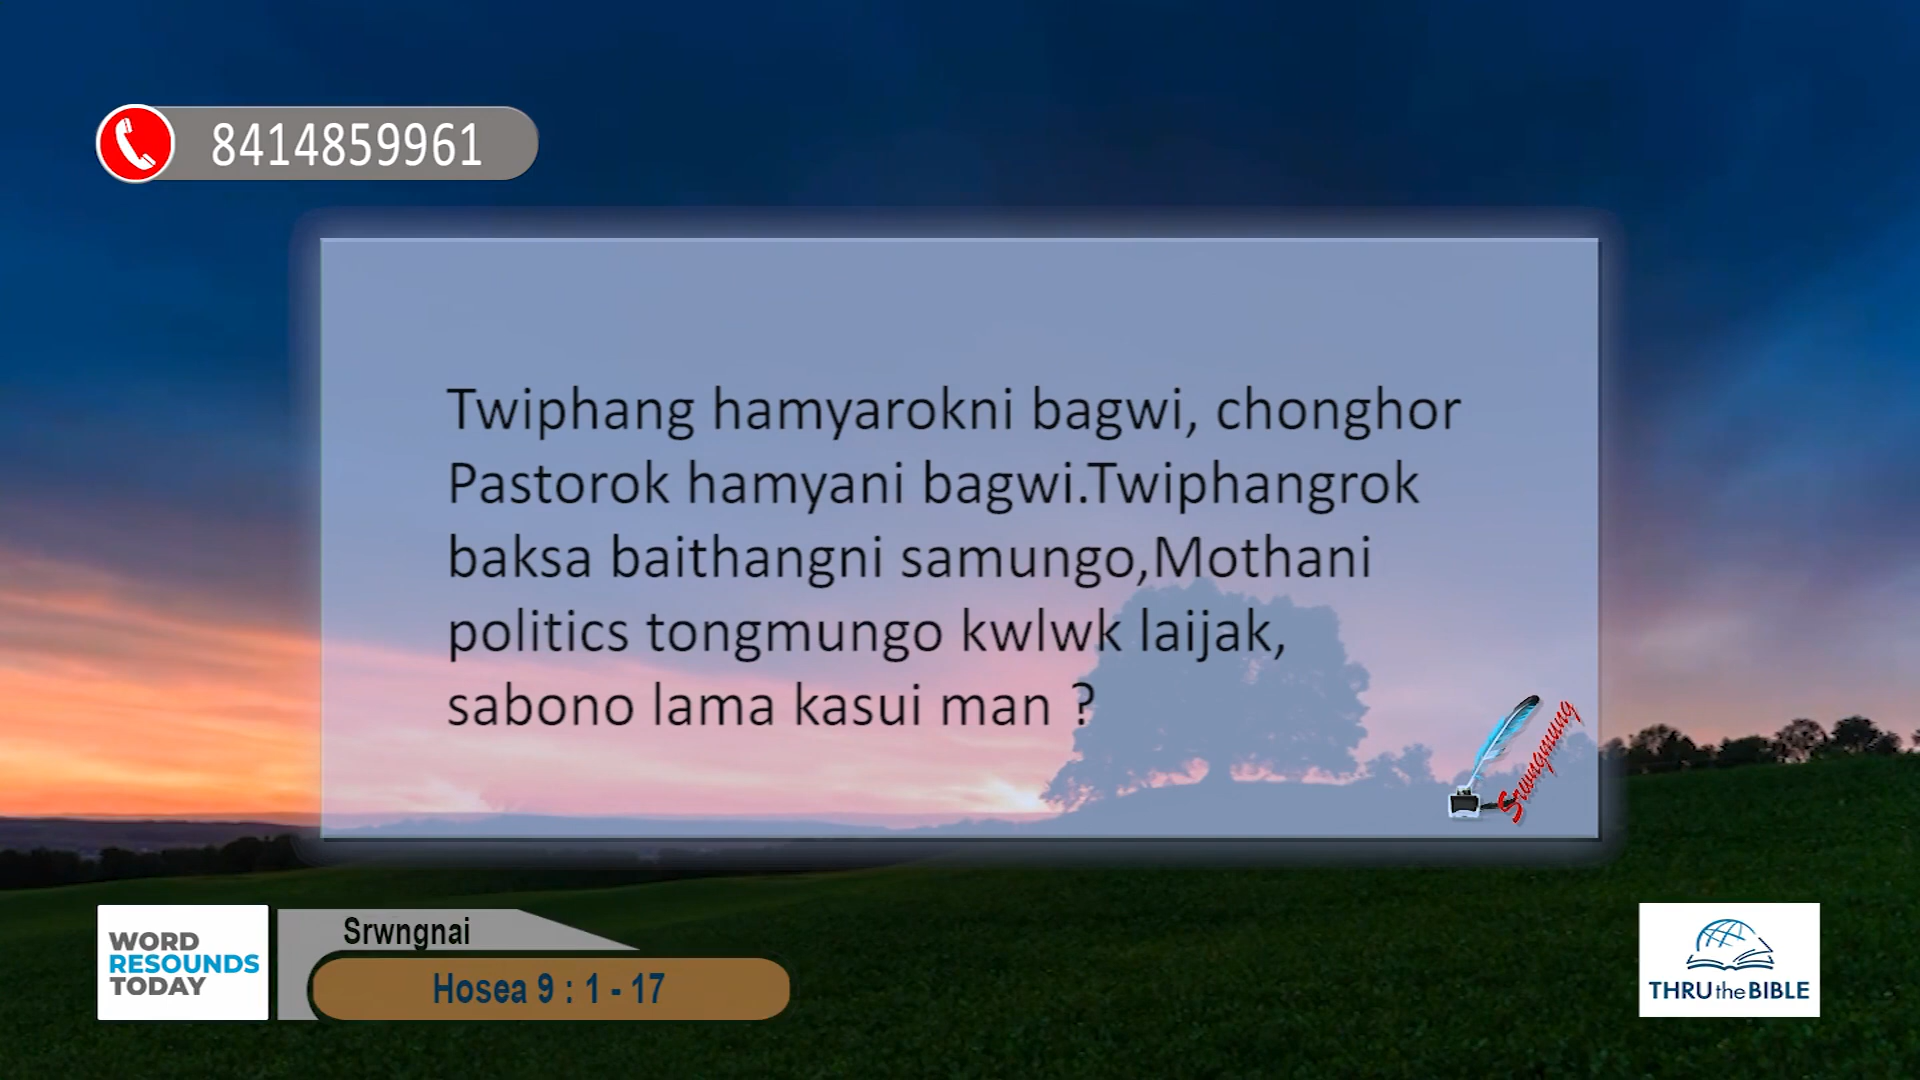 8414859961
Twiphang hamyarokni bagwi, chonghor
Pastorok hamyani bagwi.Twiphangrok
baksa baithangni samungo,Mothani
politics tongmungo kwlwk laijak,
sabono lama kasui man ?
Srwngmung
WORD
RESOUNDS
TODAY
Srwngnai
Hosea 9 : 1 - 17
THRU the BIBLE